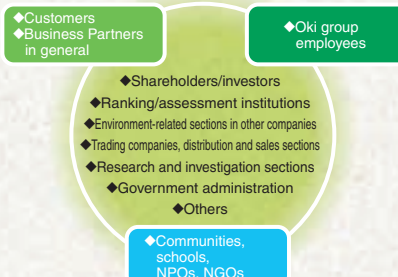 ◆Customers
◆Business Partners
in general
◆Oki group
employees
◆Shareholders/investors
◆Ranking/assessment institutions
◆Environment-related sections in other companies
◆Trading companies, distribution and sales sections
◆Research and investigation sections
◆Government administration
◆Others
◆Communities,
schools,
NPOs, NGOs